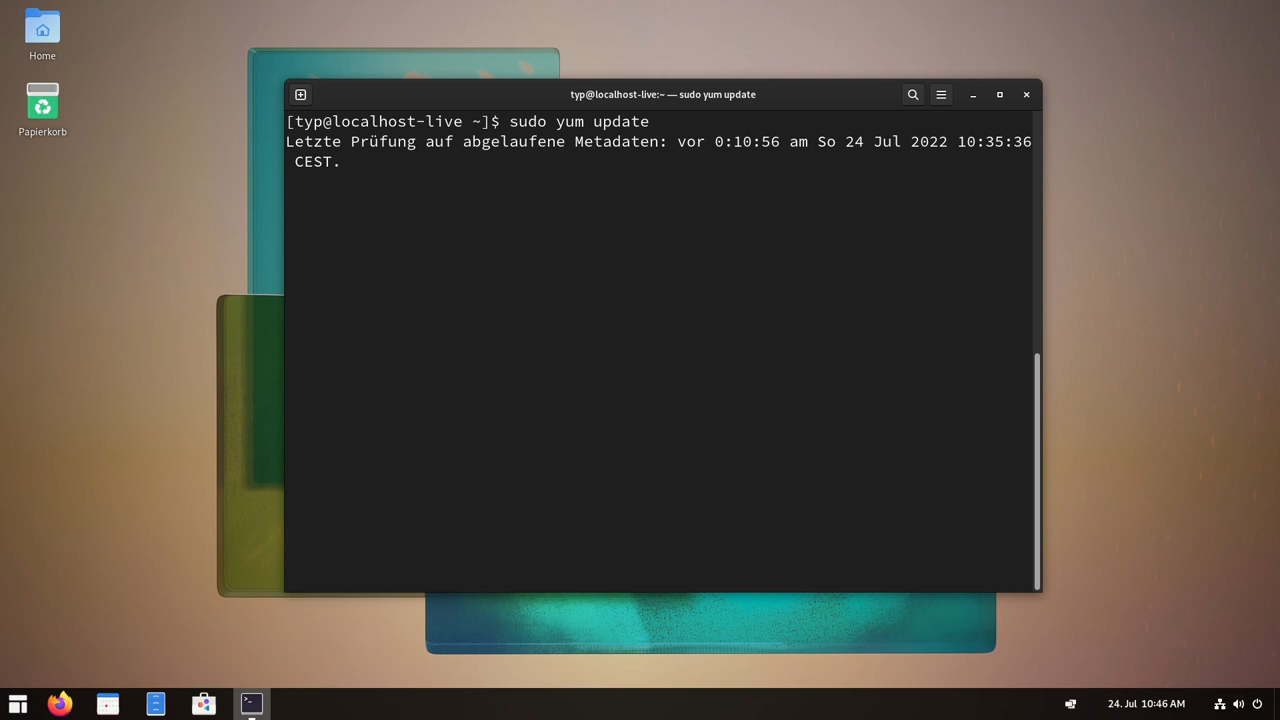 Home
Papierkorb
typ@localhost-live:~ — sudo yum update
[typ@localhost-live ~]$ sudo yum update
Letzte Prüfung auf abgelaufene Metadaten: vor 0:10:56 am So 24 Jul 2022 10:35:36
CEST.
24. Jul 10:46 AM